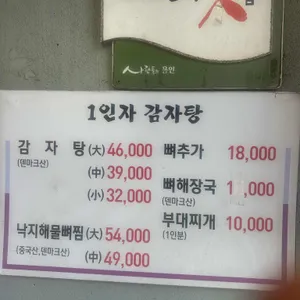 1인자 감자탕
감 자 탕 (大) 46,000
(덴마크산)
(中) 39,000
(小) 32,000
낙지해물뼈찜 (大) 54,000
(중국산,덴마크산) (中) 49,000
뼈추가 18,000
뼈해장국
(덴마크산)
부대찌개 10,000
(1인분)